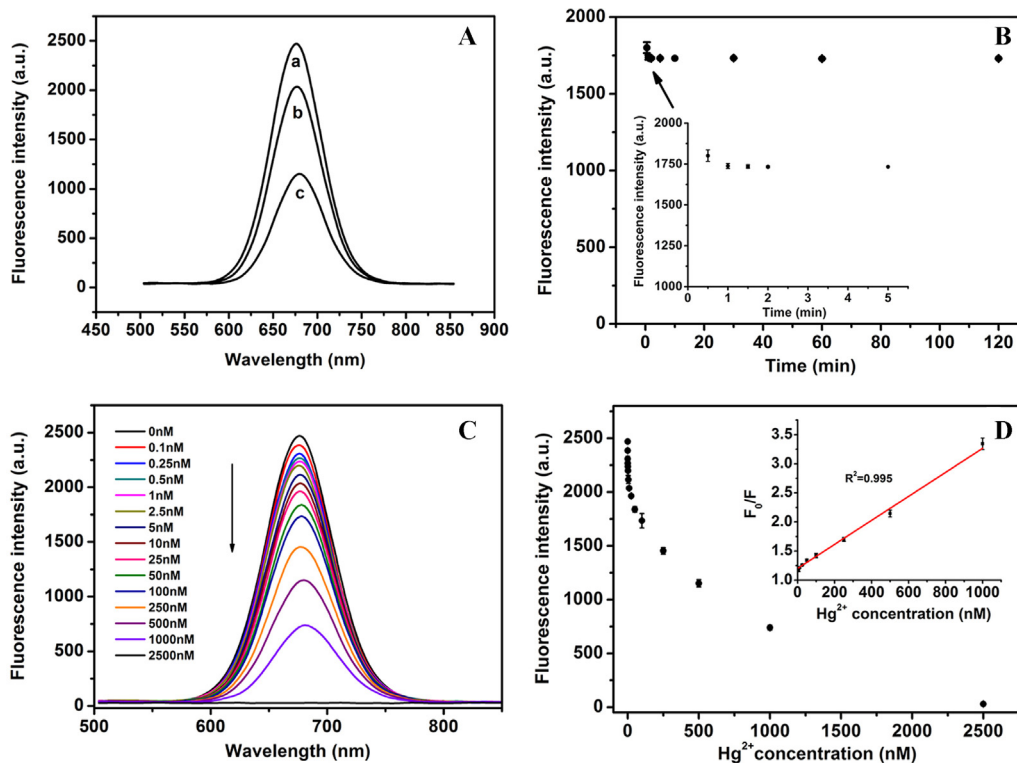 A
a
b
c
Fluorescence intensity (a.u.)
2500
2000
1500
1000
500
0
450 500 550 600 650 700 750 800 850 900
Wavelength (nm)
B
Fluorescence intensity (a.u.)
2000
1750
1500
1250
1000
750
500
250
0
0 20 40 60 80 100 120
Time (min)
Fluorescence intensity (a.u.)
2000
1750
1500
1250
1000
0 1 2 3 4 5
Time (min)
C
Fluorescence intensity (a.u.)
2500
2000
1500
1000
500
0
500 600 700 800
Wavelength (nm)
0nM
0.1nM
0.25nM
0.5nM
1nM
2.5nM
5nM
10nM
25nM
50nM
100nM
250nM
500nM
1000nM
2500nM
D
Fluorescence intensity (a.u.)
2500
2000
1500
1000
500
0
0 500 1000 1500 2000 2500
Hg²⁺concentration (nM)
F₀/F
3.5
3.0
2.5
2.0
1.5
1.0
R²=0.995
0 200 400 600 800 1000
Hg²⁺ concentration (nM)